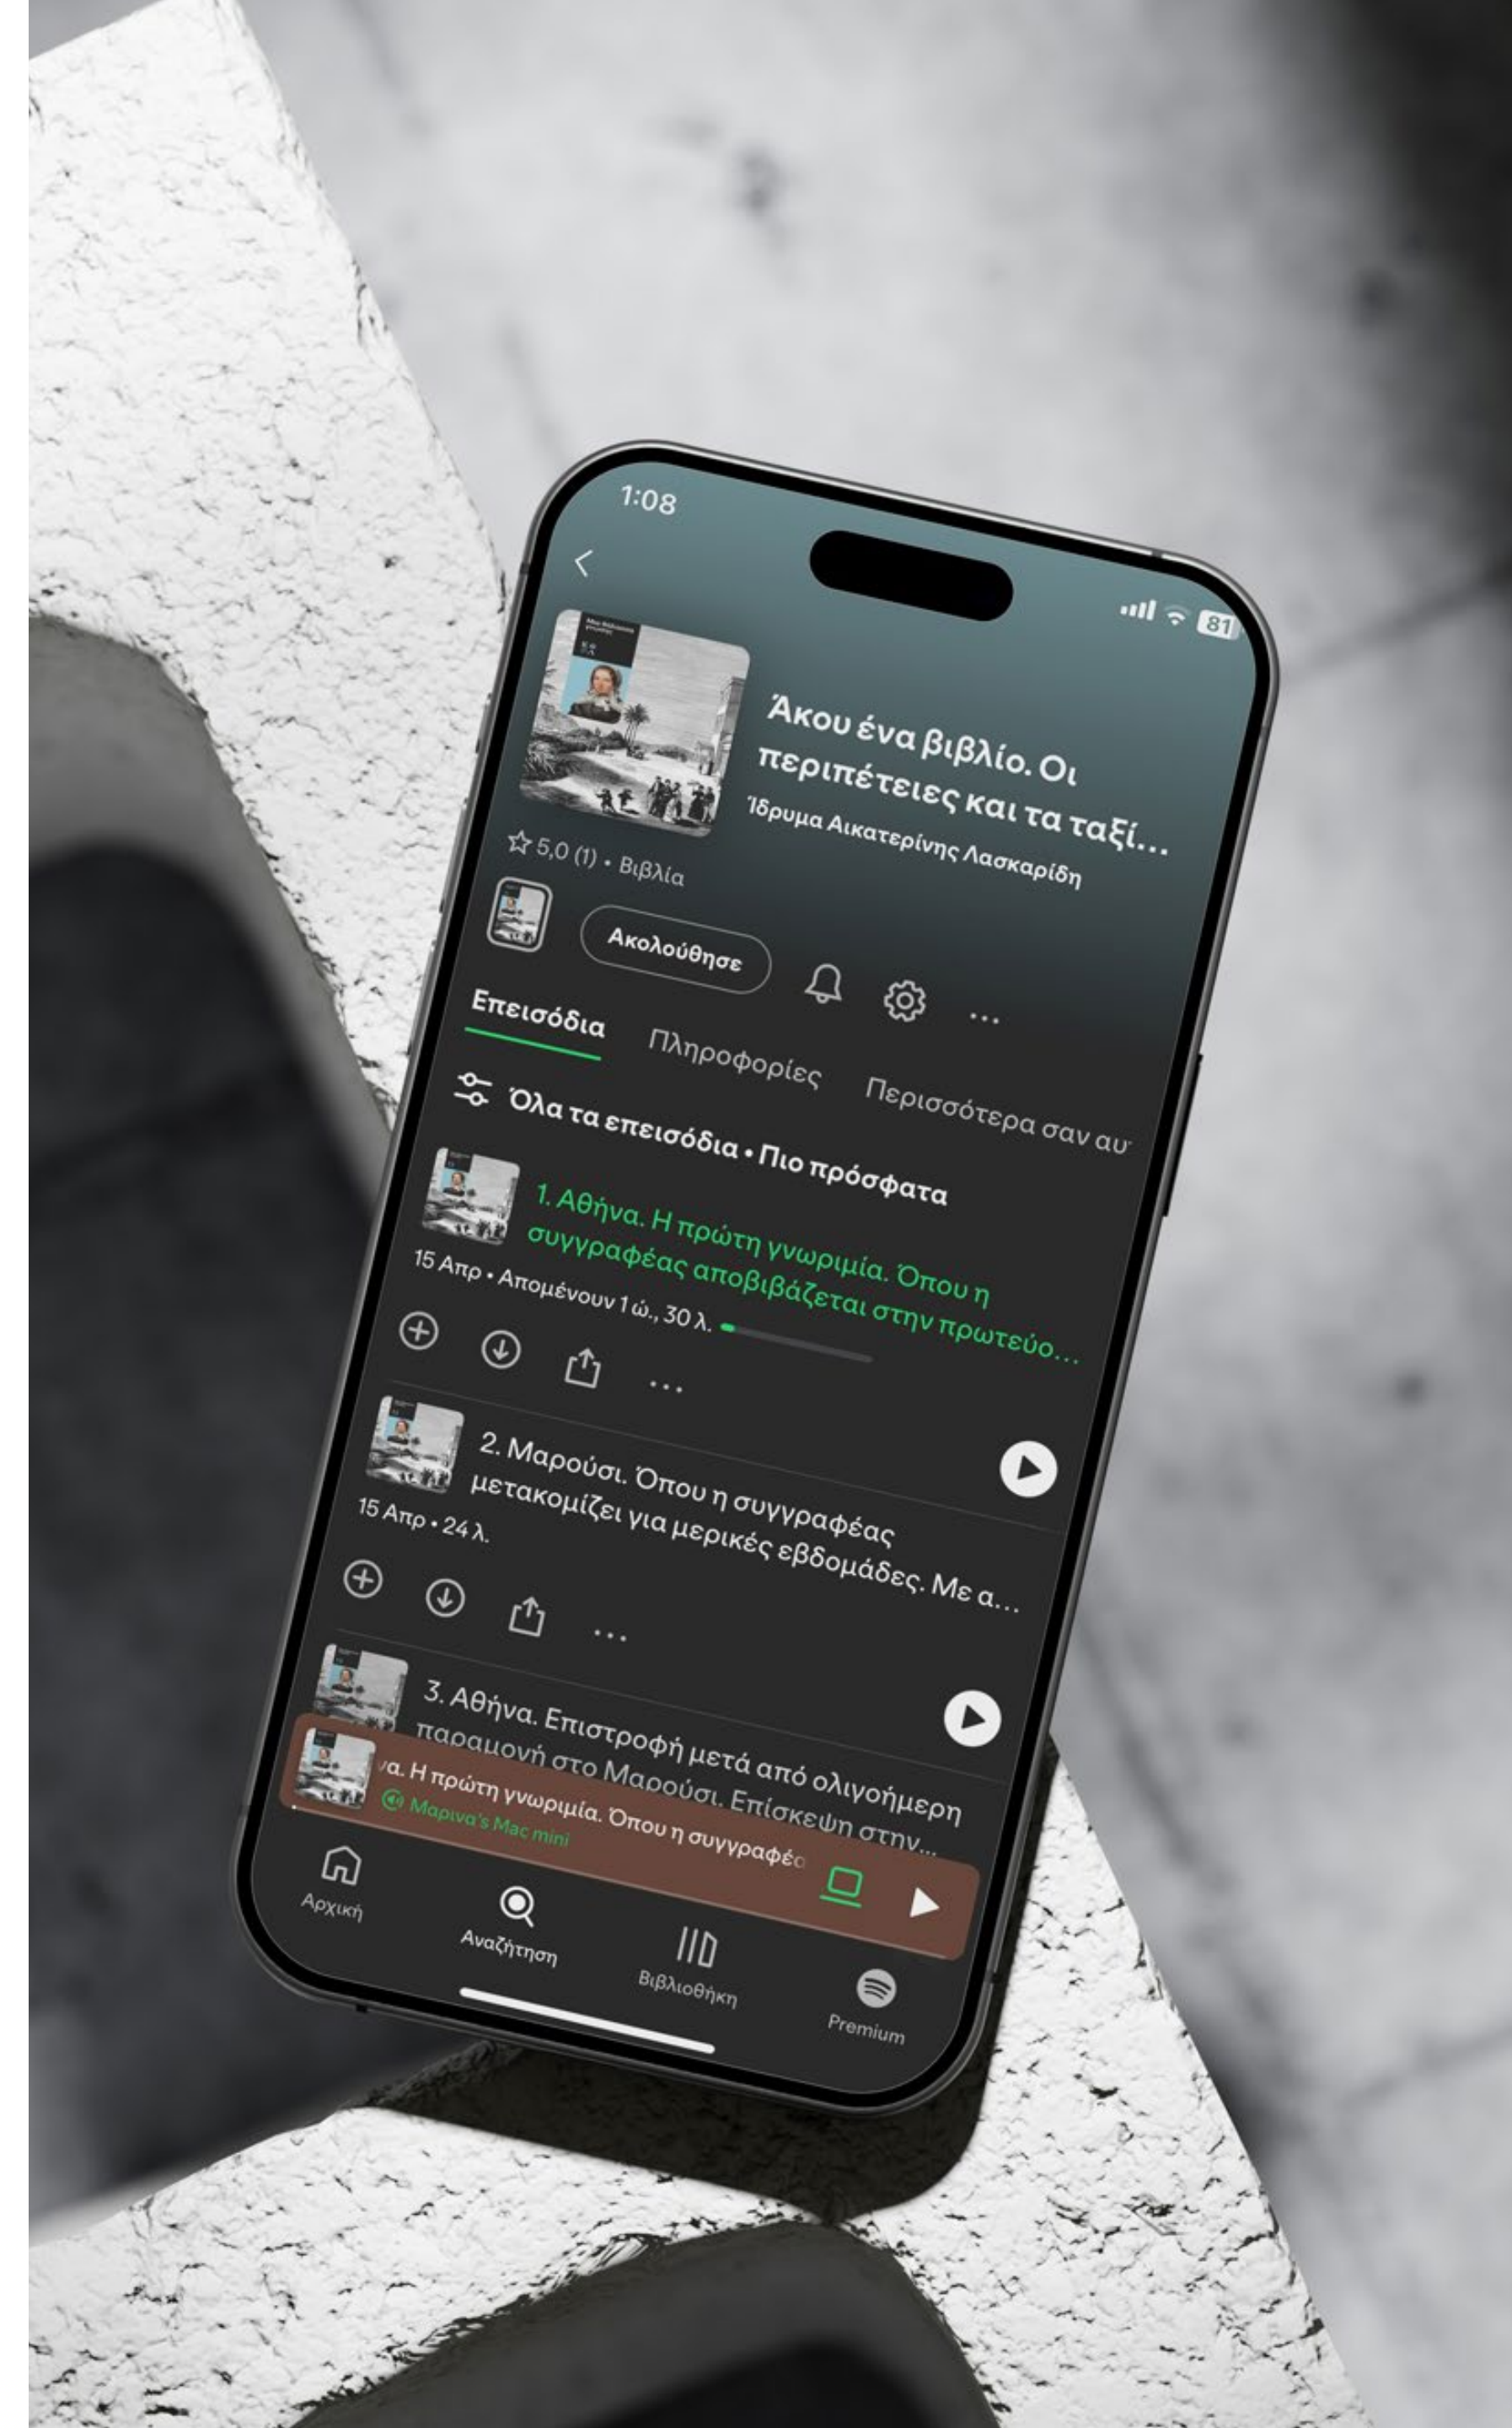 1:08
81
Άκου ένα βιβλίο. Οι
περιπέτειες και τα ταξί...
Ίδρυμα Αικατερίνης Λασκαρίδη
5,0 (1) • Βιβλία
Ακολούθησε
Επεισόδια Πληροφορίες Περισσότερα σαν αυ
Όλα τα επεισόδια • Πιο πρόσφατα
1. Αθήνα. Η πρώτη γνωριμία. Όπου η
συγγραφέας αποβιβάζεται στην πρωτεύο...
15 Απρ • Απομένουν 1 ώ., 30 λ.
2. Μαρούσι. Όπου η συγγραφέας
μετακομίζει για μερικές εβδομάδες. Με α...
15 Απρ • 24 λ.
3. Αθήνα. Επιστροφή μετά από ολιγοήμερη
παραμονή στο Μαρούσι. Επίσκεψη στην...
να. Η πρώτη γνωριμία. Όπου η συγγραφέα
Μαρινα's Mac mini
Αρχική
Αναζήτηση
Βιβλιοθήκη
Premium